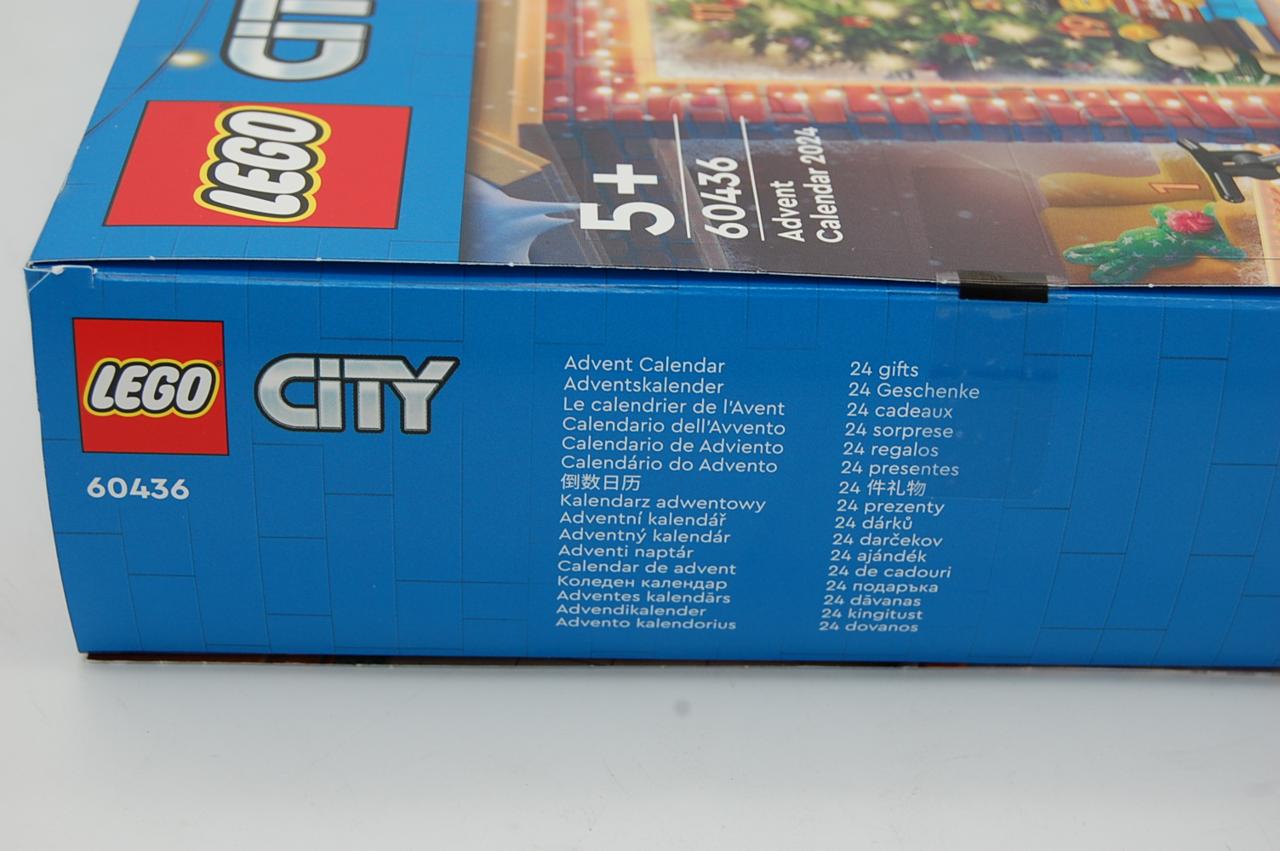 CITY
LEGO
5+
60436
Advent
Calendar 2024
11
19
1
LEGO
CITY
60436
Advent Calendar
Adventskalender
Le calendrier de l'Avent
Calendario dell'Avvento
Calendario de Adviento
Calendário do Advento
倒数日历
Kalendarz adwentowy
Adventní kalendář
Adventný kalendár
Adventi naptár
Calendar de advent
Коледен календар
Adventes kalendārs
Advendikalender
Advento kalendorius
24 gifts
24 Geschenke
24 cadeaux
24 sorprese
24 regalos
24 presentes
24 件礼物
24 prezenty
24 dárků
24 darčekov
24 ajándék
24 de cadouri
24 подаръка
24 dāvanas
24 kingitust
24 dovanos